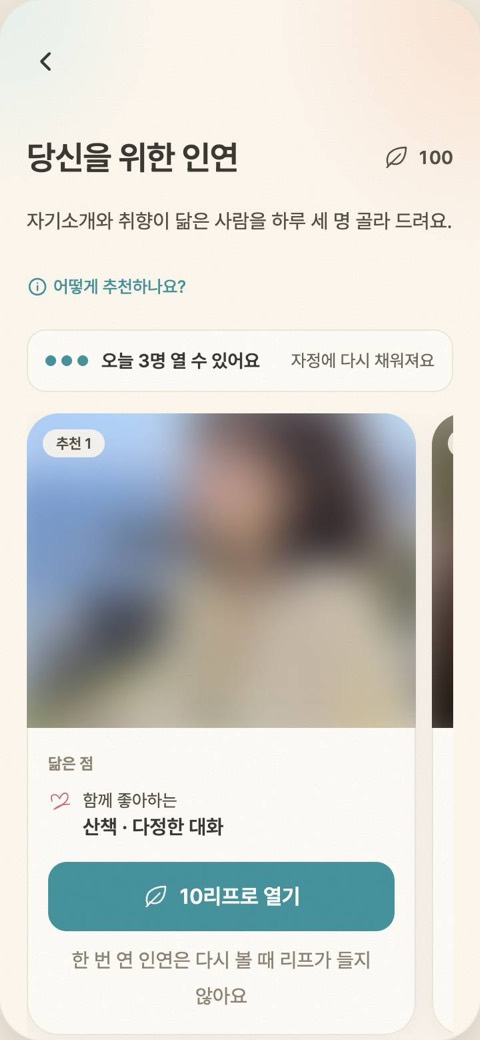 당신을 위한 인연
100
자기소개와 취향이 닮은 사람을 하루 세 명 골라 드려요.
어떻게 추천하나요?
오늘 3명 열 수 있어요
자정에 다시 채워져요
추천 1
닮은 점
함께 좋아하는
산책 · 다정한 대화
10리프로 열기
한 번 연 인연은 다시 볼 때 리프가 들지
않아요